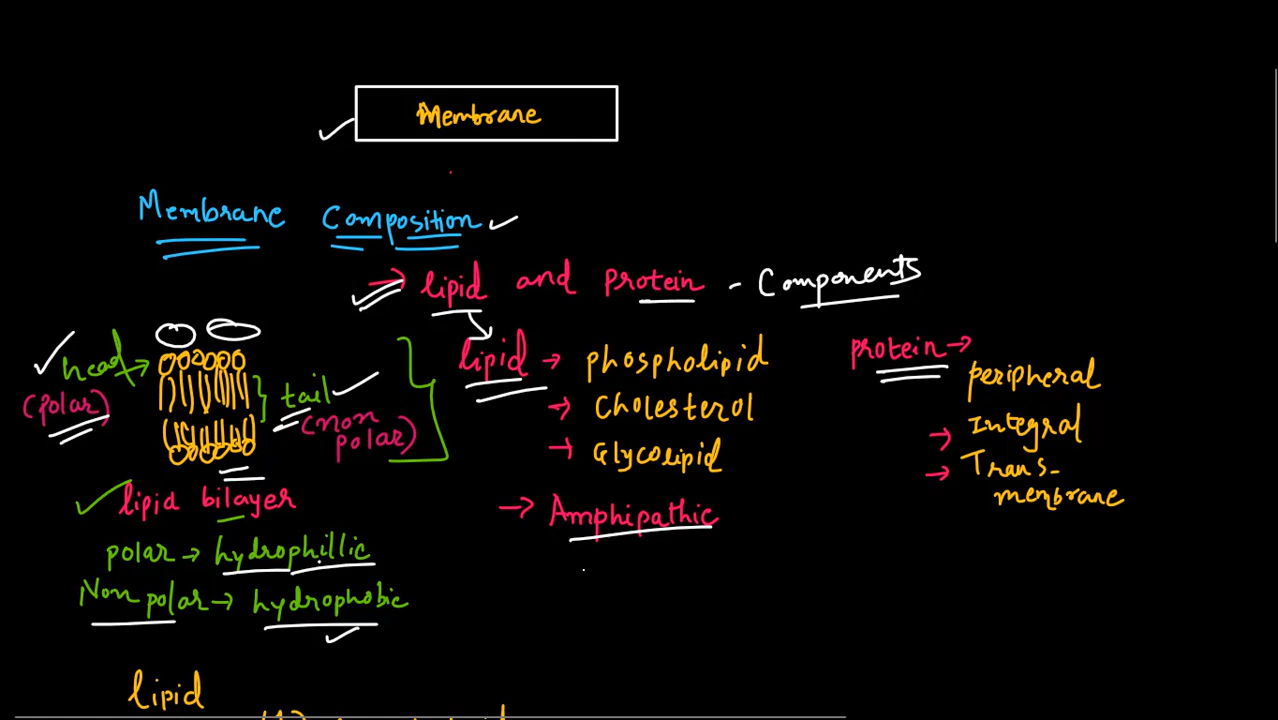 Membrane
Membrane Composition
→ lipid and protein - Components
head →
(polar)
tail
(non
polar)
lipid → phospholipid
→ Cholesterol
→ Glycolipid
→ Amphipathic
protein →
peripheral
→ Integral
→ Trans-
membrane
lipid bilayer
polar → hydrophillic
Non polar → hydrophobic
lipid